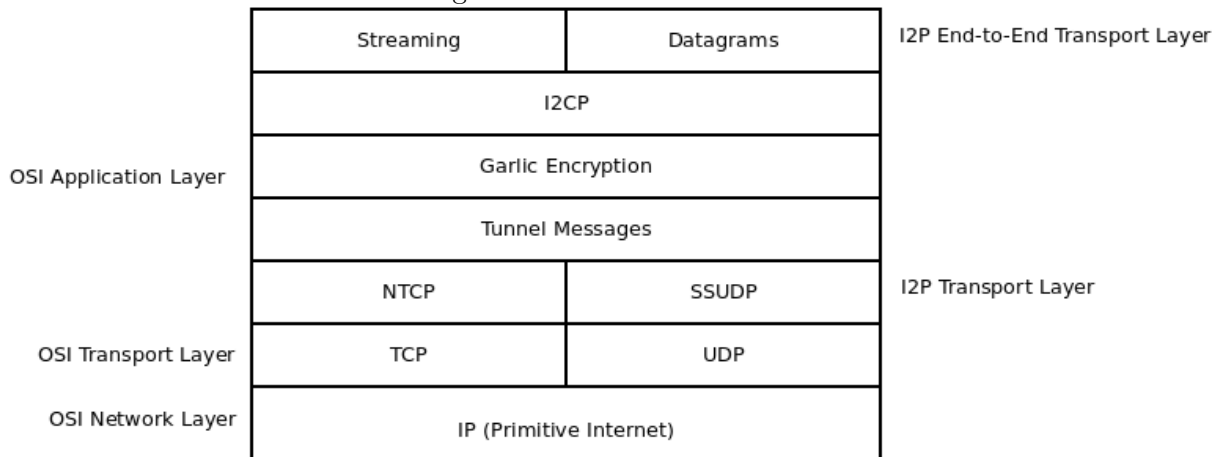 Streaming
Datagrams
I2P End-to-End Transport Layer
I2CP
OSI Application Layer
Garlic Encryption
Tunnel Messages
NTCP
SSUDP
I2P Transport Layer
OSI Transport Layer
TCP
UDP
OSI Network Layer
IP (Primitive Internet)